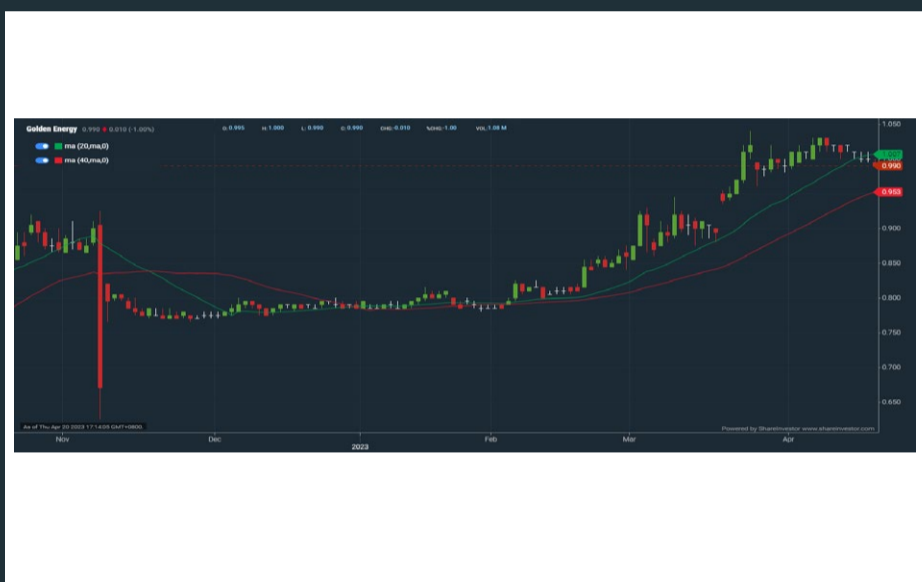 Golden Energy 0.990 0.010 (-1.00%) O:0.995 H:1.000 L: 0.990 C:0.990 CHG:0.010 %CHG:-1.00 VOL:1.08 M
ma (20,ma,0)
ma (40,ma,0)
1.050
0.990
0.953
0.900
0.850
0.800
0.750
0.700
0.650
As of Thu Apr 20 2023 17:14:05 GMT+0800
Powered by ShareInvestor www.shareinvestor.com
Nov Dec 2023 Feb Mar Apr